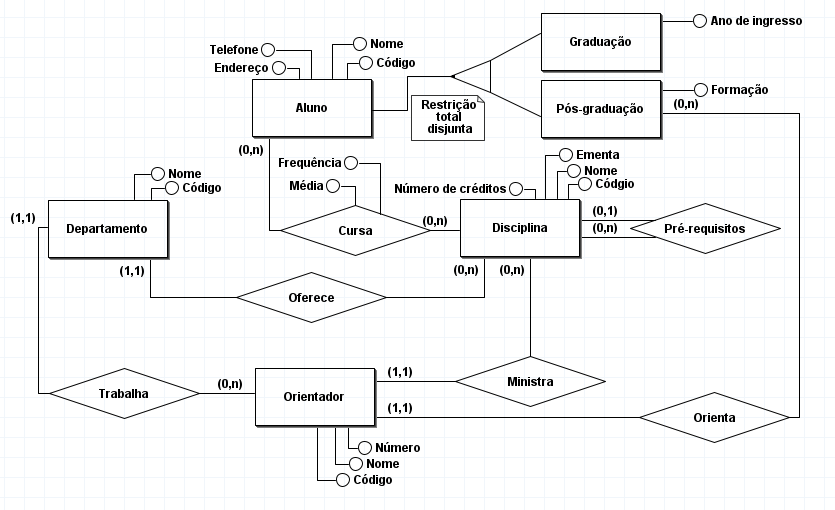 Ano de ingresso
Graduação
Telefone
Nome
Endereço
Código
Aluno
Restrição
total
disjunta
Pós-graduação
Formação
(0,n)
(0,n)
Frequência
Média
Cursa
(0,n)
Número de créditos
Ementa
Nome
Códgio
Disciplina
(0,1)
(0,n)
Pré-requisitos
Nome
Código
(1,1)
Departamento
(1,1)
Oferece
(0,n)
(0,n)
Trabalha
(0,n)
Orientador
(1,1)
Ministra
(1,1)
Orienta
Número
Nome
Código